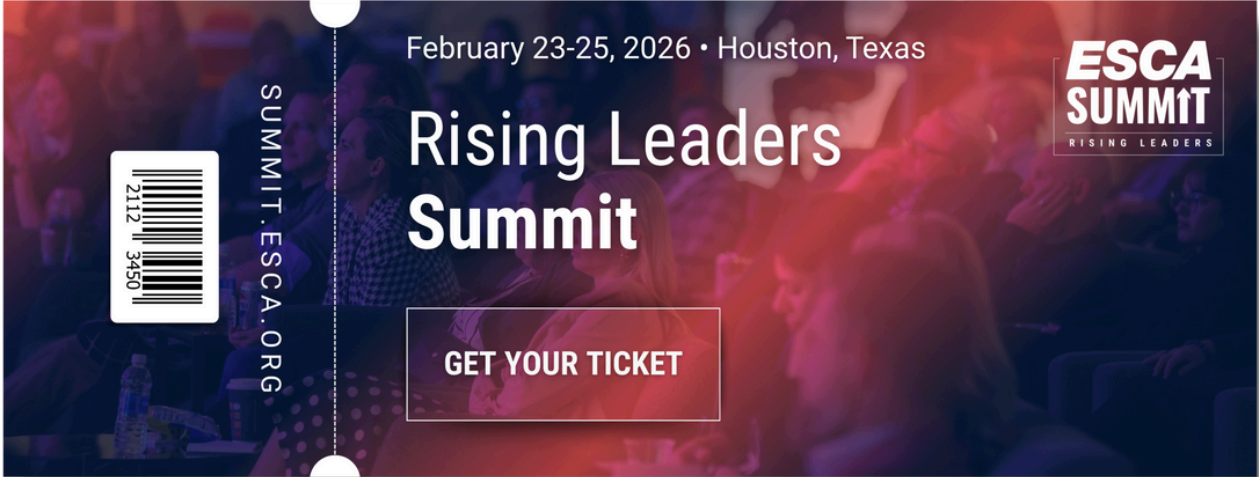 2112 3450
SUMMIT.ESCA.ORG
February 23-25, 2026 • Houston, Texas
Rising Leaders
Summit
GET YOUR TICKET
ESCA
SUMMIT
RISING LEADERS